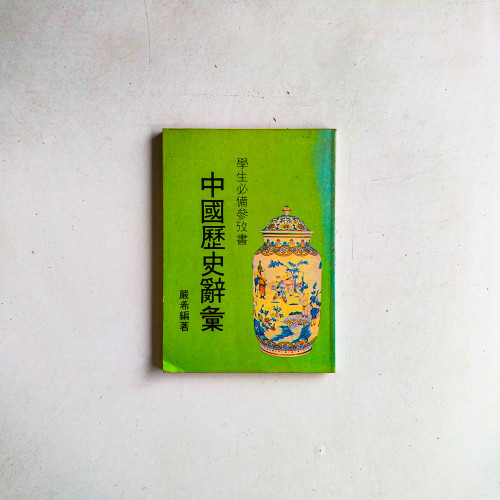 學生必備參攷書
中國歷史辭彙
嚴希編著